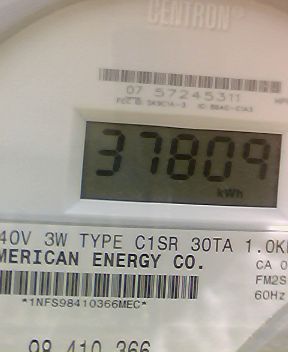 CENTRON®
07 57245311
37809
kWh
40V 3W TYPE C1SR 30TA 1.0K
MERICAN ENERGY CO.
CA 0
FM2S
60Hz
*1NFS98410366MEC*
98 410 366